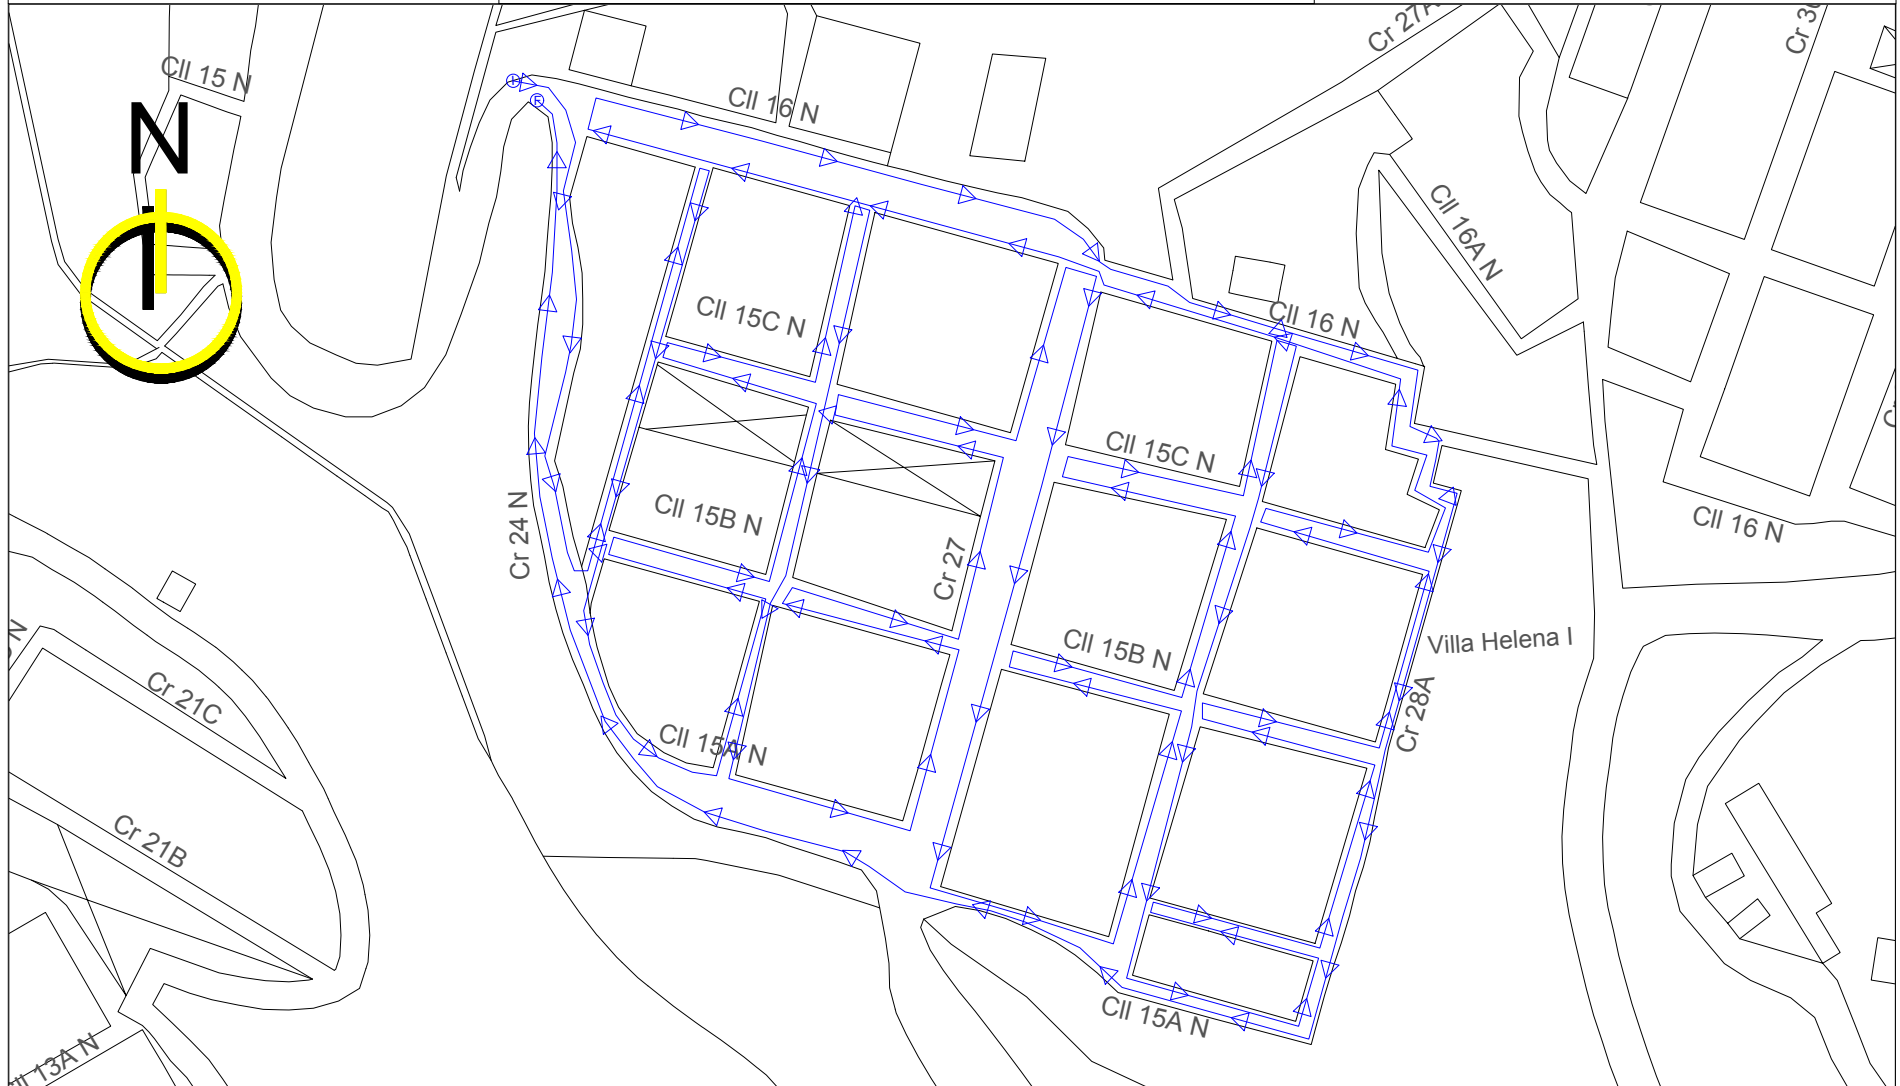 Cr 27A
Cr 30
Cll 15 N
Cll 16 N
N
Cll 16A N
Cll 15C N
Cll 16 N
Cll 15C N
Cll 15B N
Cll 16 N
Cr 24 N
Cr 27
Cll 15B N
Villa Helena I
Cr 21C
Cr 28A
Cll 15A N
Cr 21B
Cll 15A N
Cll 13A N